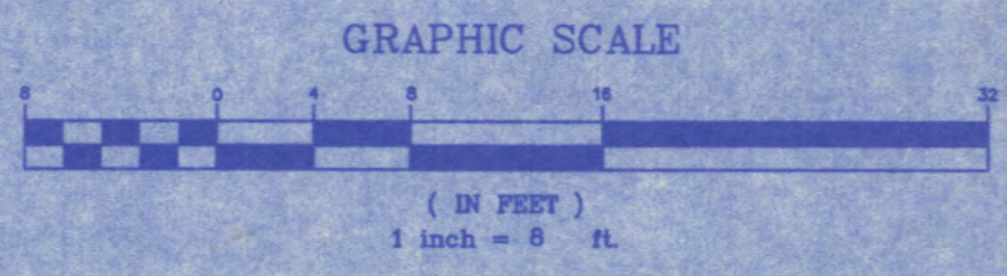 GRAPHIC SCALE
8 0 4 8 16 32
( IN FEET )
1 inch = 8 ft.